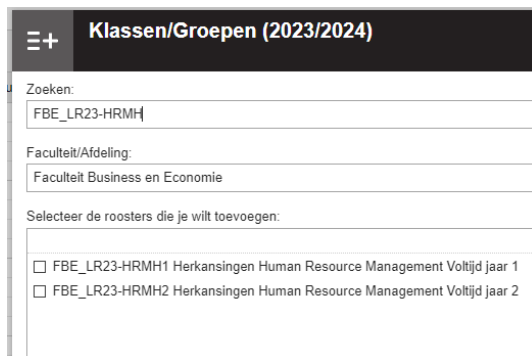 Klassen/Groepen (2023/2024)
Zoeken:
FBE_LR23-HRMH
Faculteit/Afdeling:
Faculteit Business en Economie
Selecteer de roosters die je wilt toevoegen:
FBE_LR23-HRMH1 Herkansingen Human Resource Management Voltijd jaar 1
FBE_LR23-HRMH2 Herkansingen Human Resource Management Voltijd jaar 2